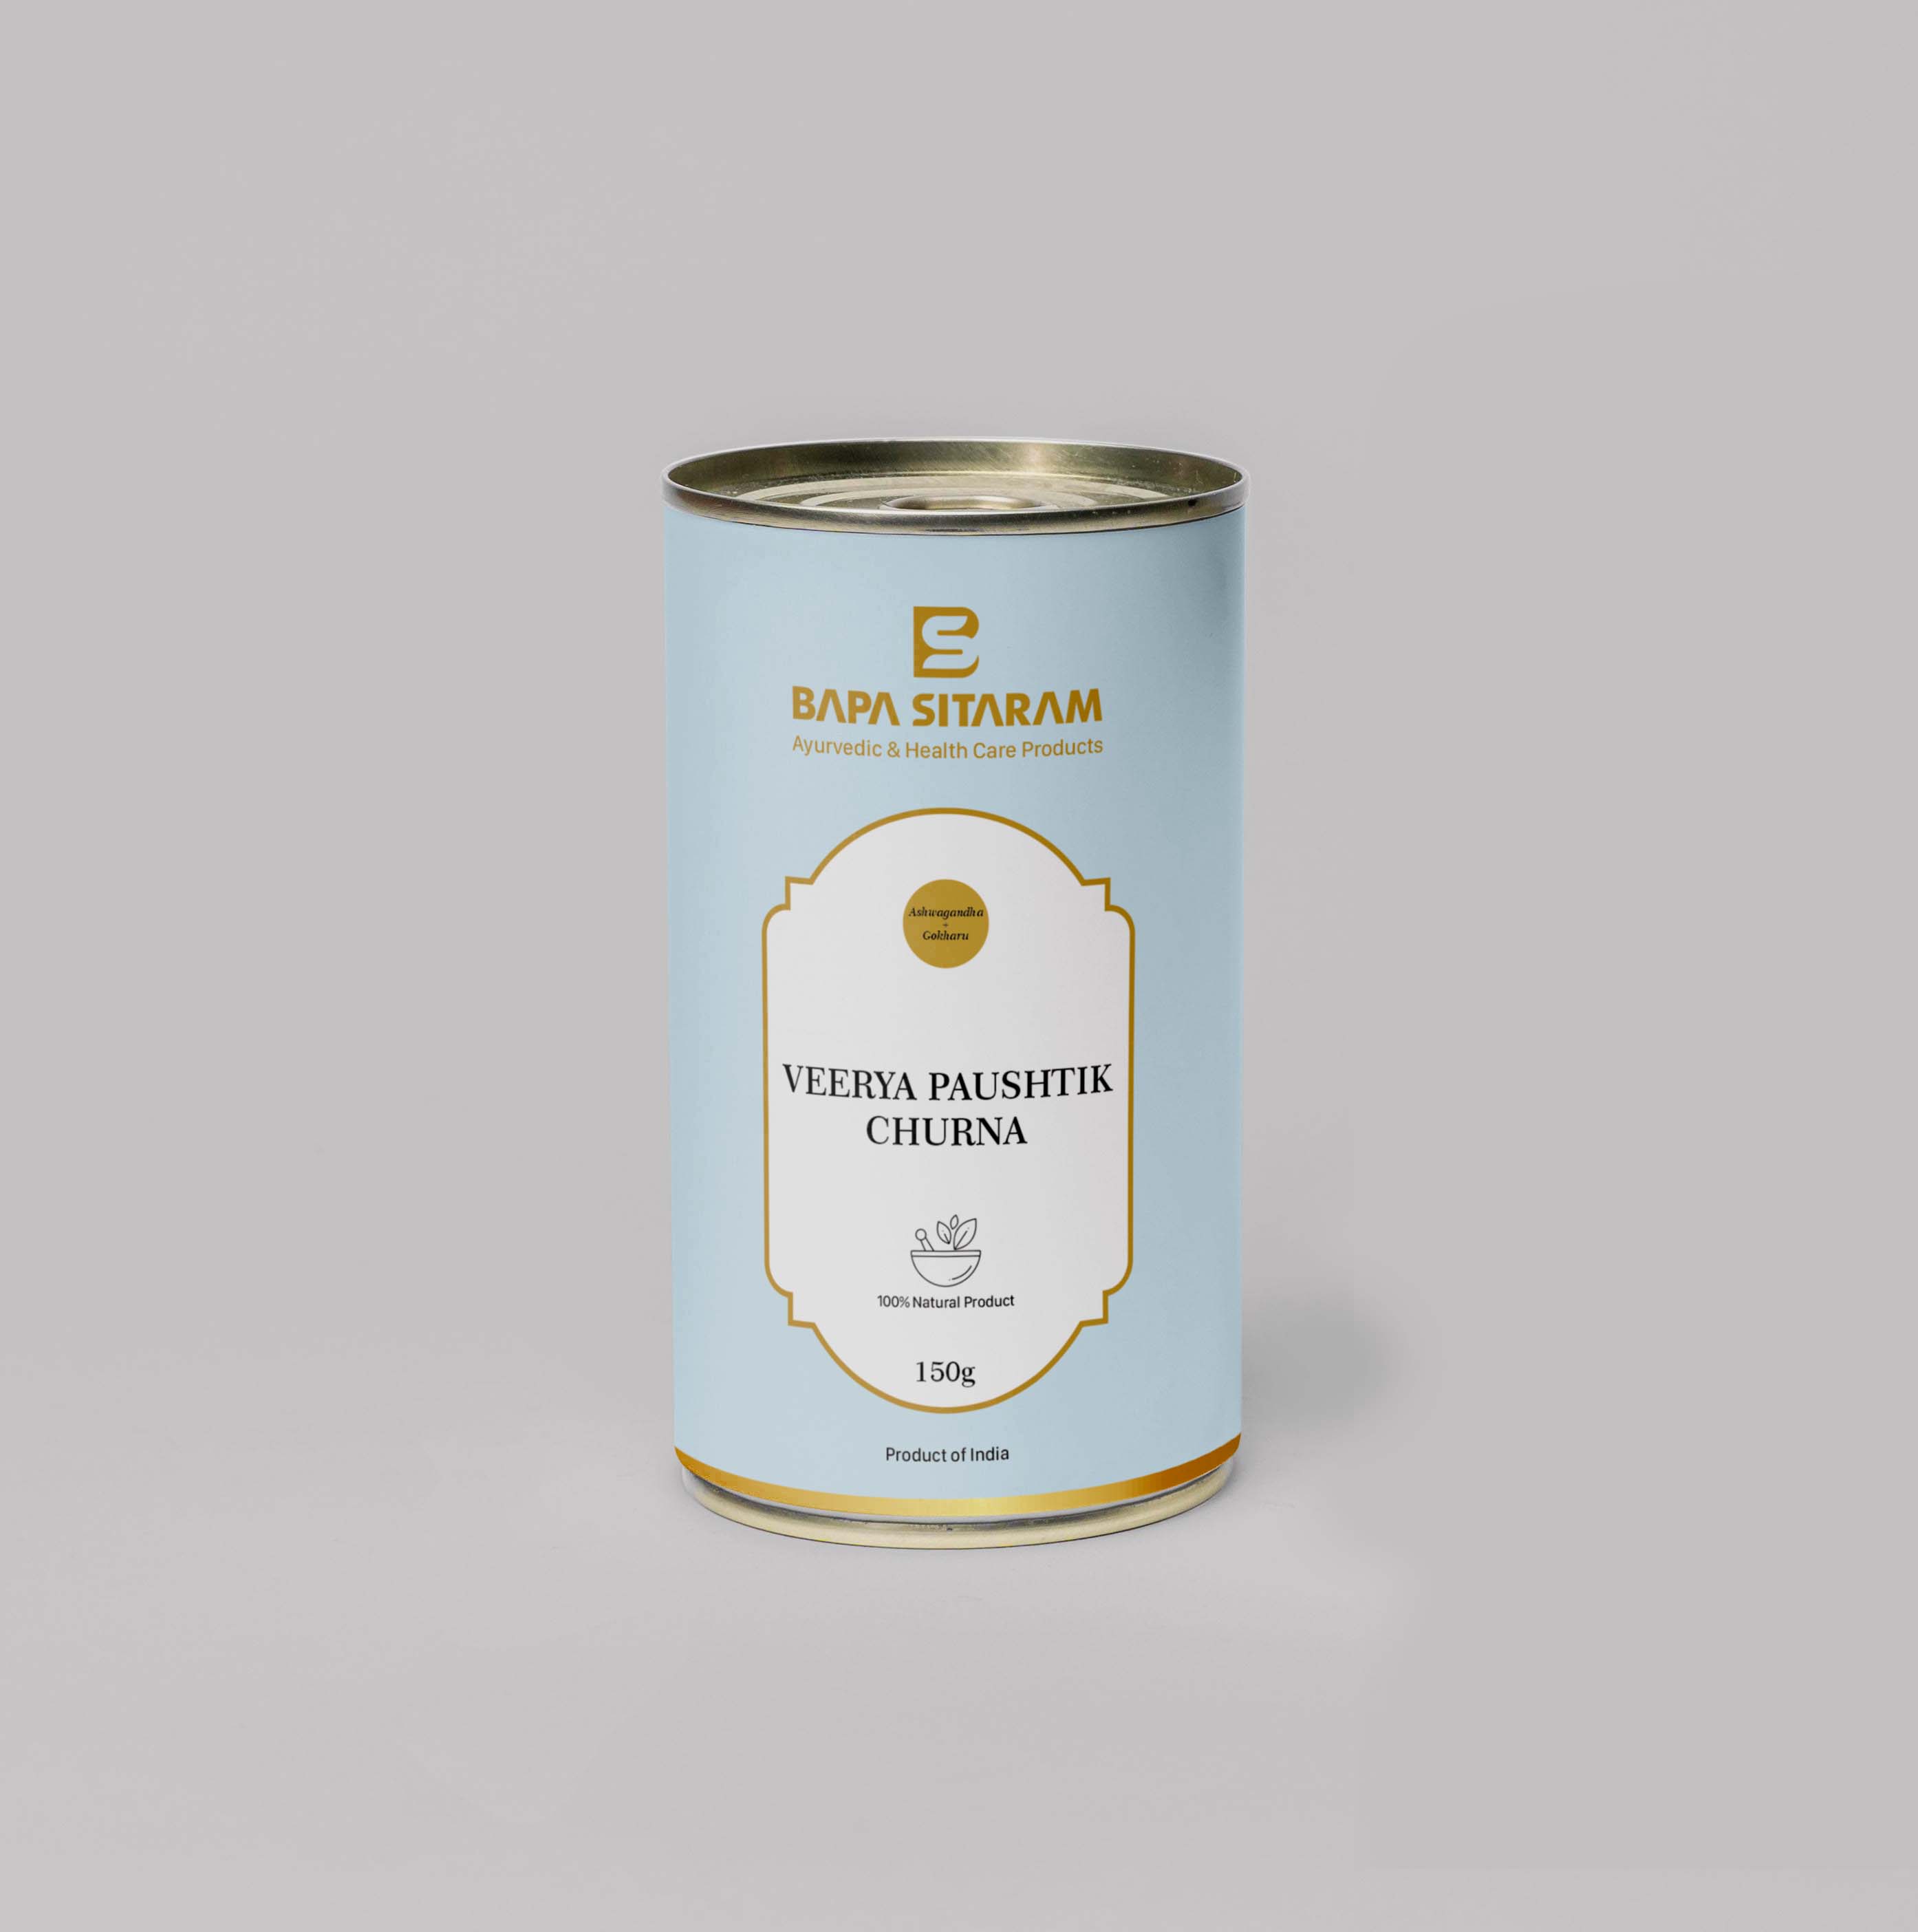 BAPA SITARAM
Ayurvedic & Health Care Products
Ashwagandha
+
Gokharu
VEERYA PAUSHTIK
CHURNA
100% Natural Product
150g
Product of India